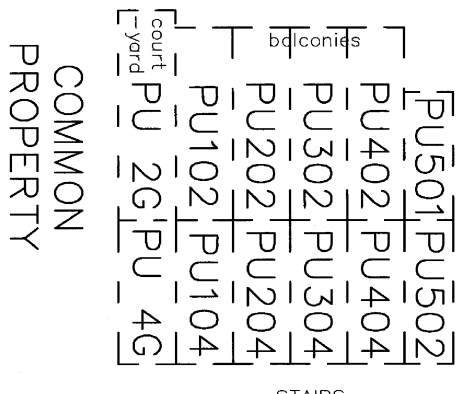 COMMON
PROPERTY
court
yard
balconies
PU 2G
PU102
PU202
PU302
PU402
PU501
PU 4G
PU104
PU204
PU304
PU404
PU502
STAIRS